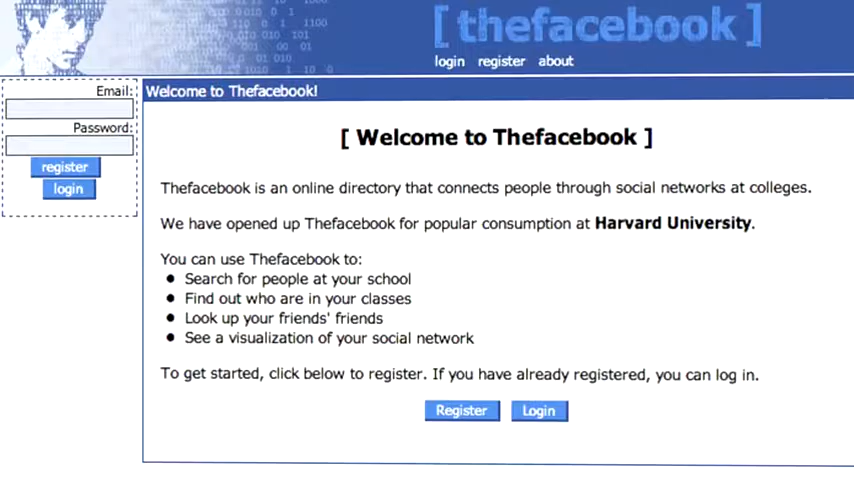 [ thefacebook ]
login register about
Email:
Password:
register
login
Welcome to Thefacebook!
[ Welcome to Thefacebook ]
Thefacebook is an online directory that connects people through social networks at colleges.
We have opened up Thefacebook for popular consumption at Harvard University.
You can use Thefacebook to:
● Search for people at your school
● Find out who are in your classes
● Look up your friends' friends
● See a visualization of your social network
To get started, click below to register. If you have already registered, you can log in.
Register Login